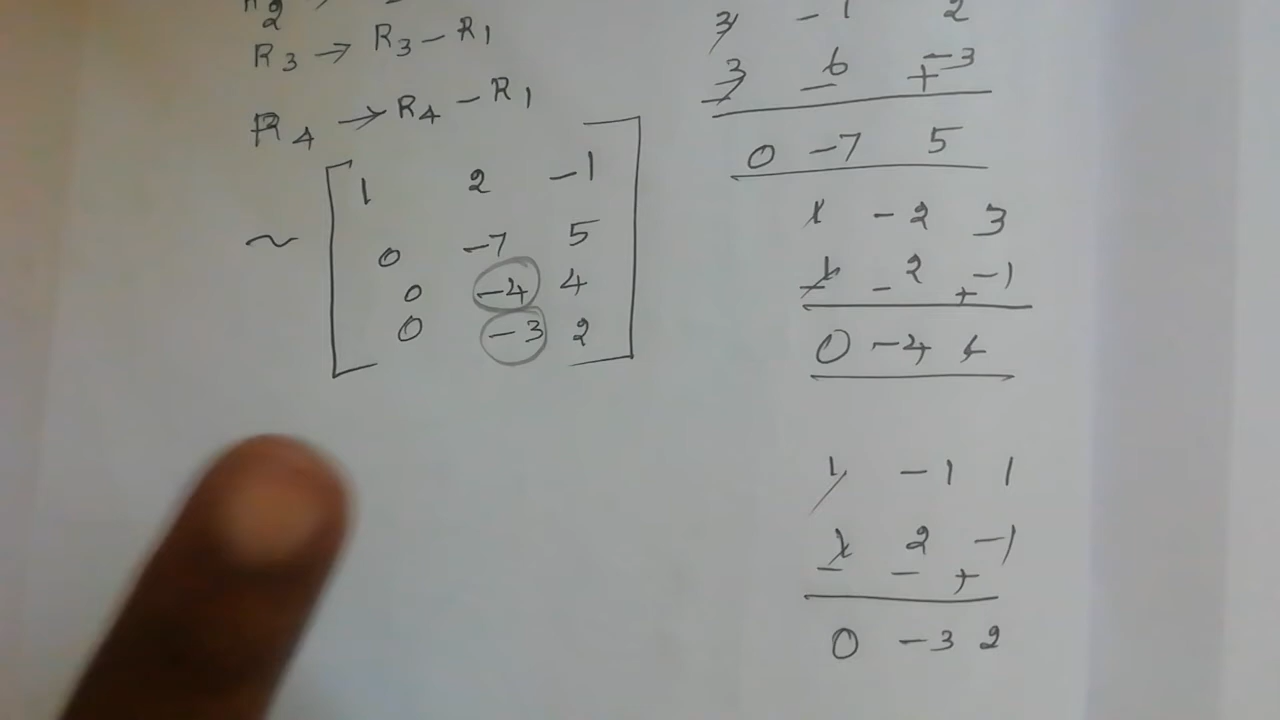 R3 → R3 − R1
R4 → R4 − R1
~
1 2 −1
0 −7 5
0 −4 4
0 −3 2
3 −1 2
3 6 −3
− − +
0 −7 5
1 −2 3
1 2 −1
− − +
0 −4 4
1 −1 1
1 2 −1
− − +
0 −3 2